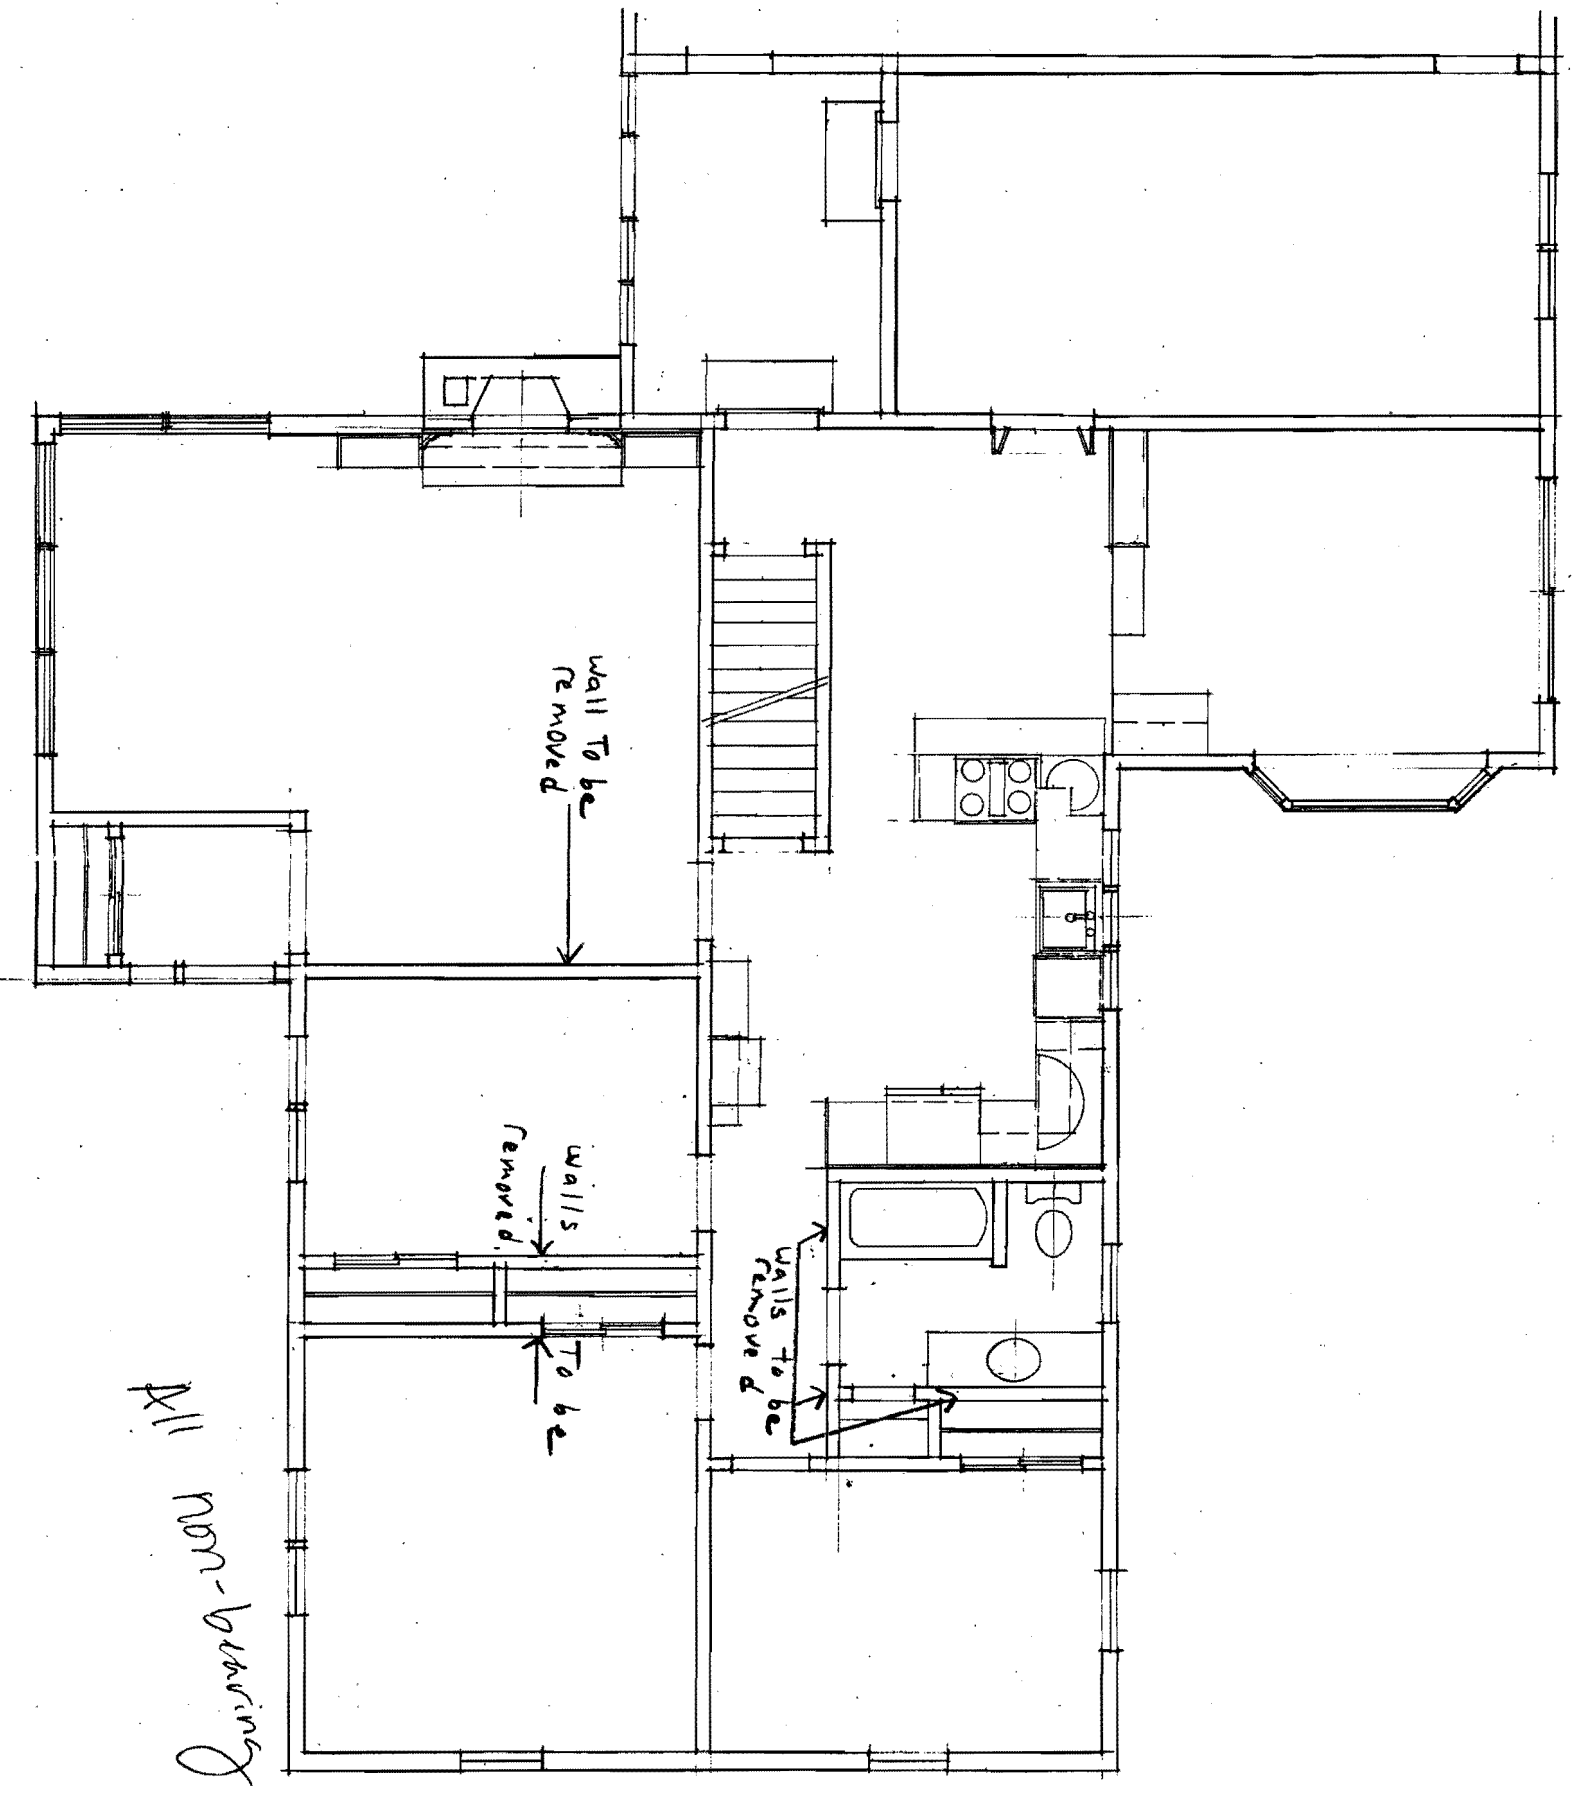 wall To be
removed
walls
removed
To be
walls to be
removed
All non-bearing